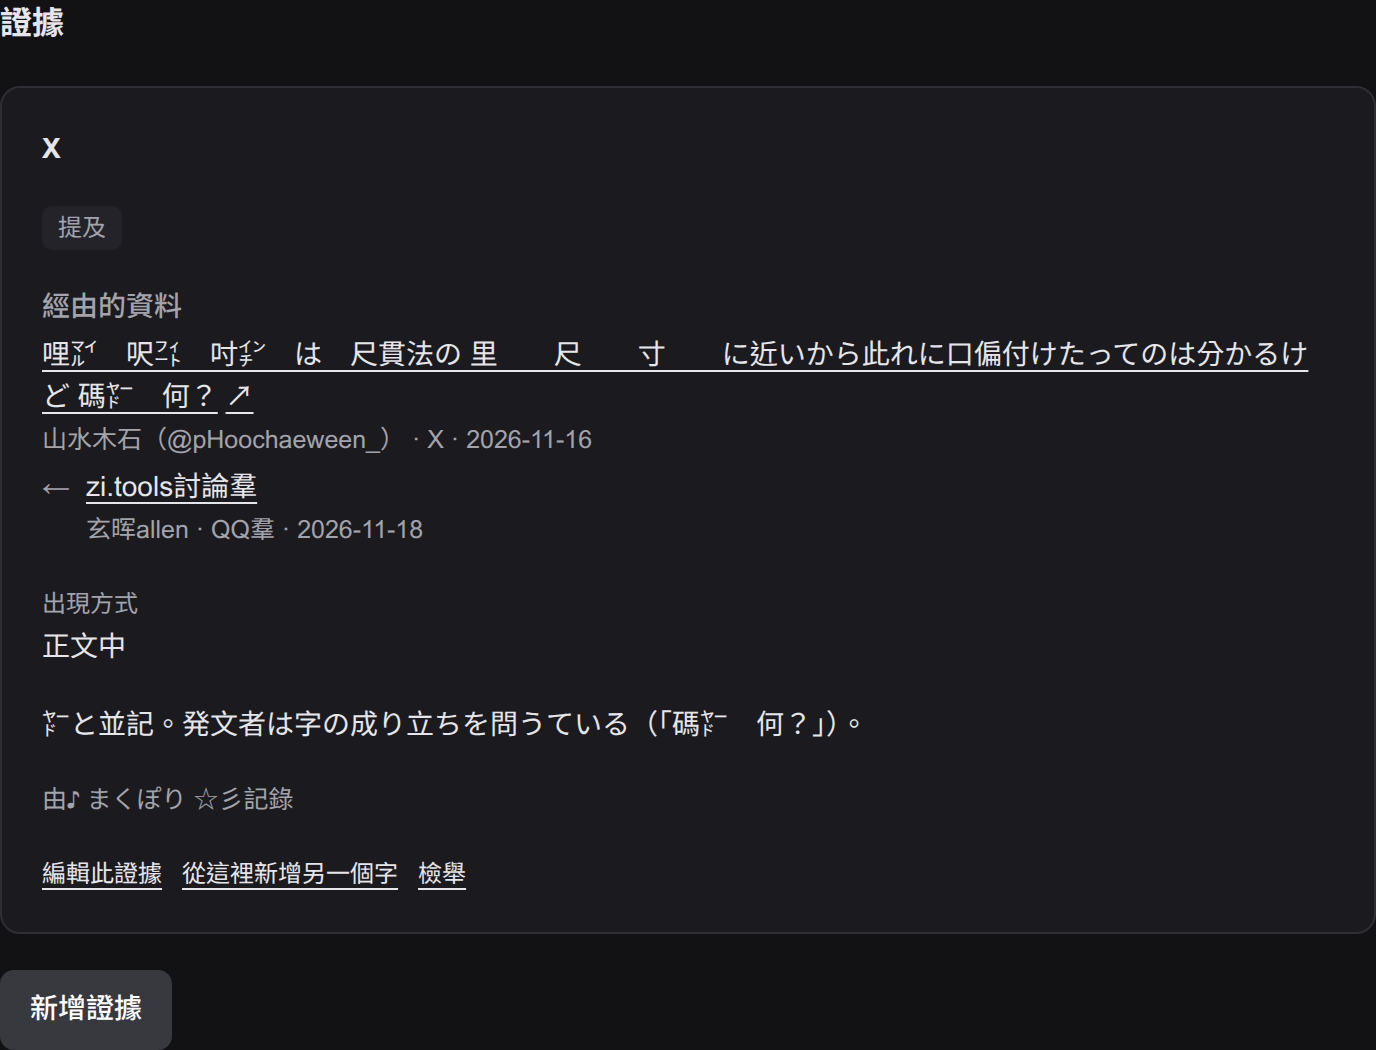 證據
X
提及
經由的資料
哩㍄　呎㌳　吋㌅　は　尺貫法の 里　　尺　　寸　　に近いから此れに口偏付けたってのは分かるけ
ど 碼㍎　何？ ↗
山水木石（@pHoochaeween_） · X · 2026-11-16
← zi.tools討論羣
玄晖allen · QQ羣 · 2026-11-18
出現方式
正文中
㍎と並記。発文者は字の成り立ちを問うている（「碼㍎　何？」）。
由♪ まくぽり ☆彡記錄
編輯此證據 從這裡新增另一個字 檢舉
新增證據